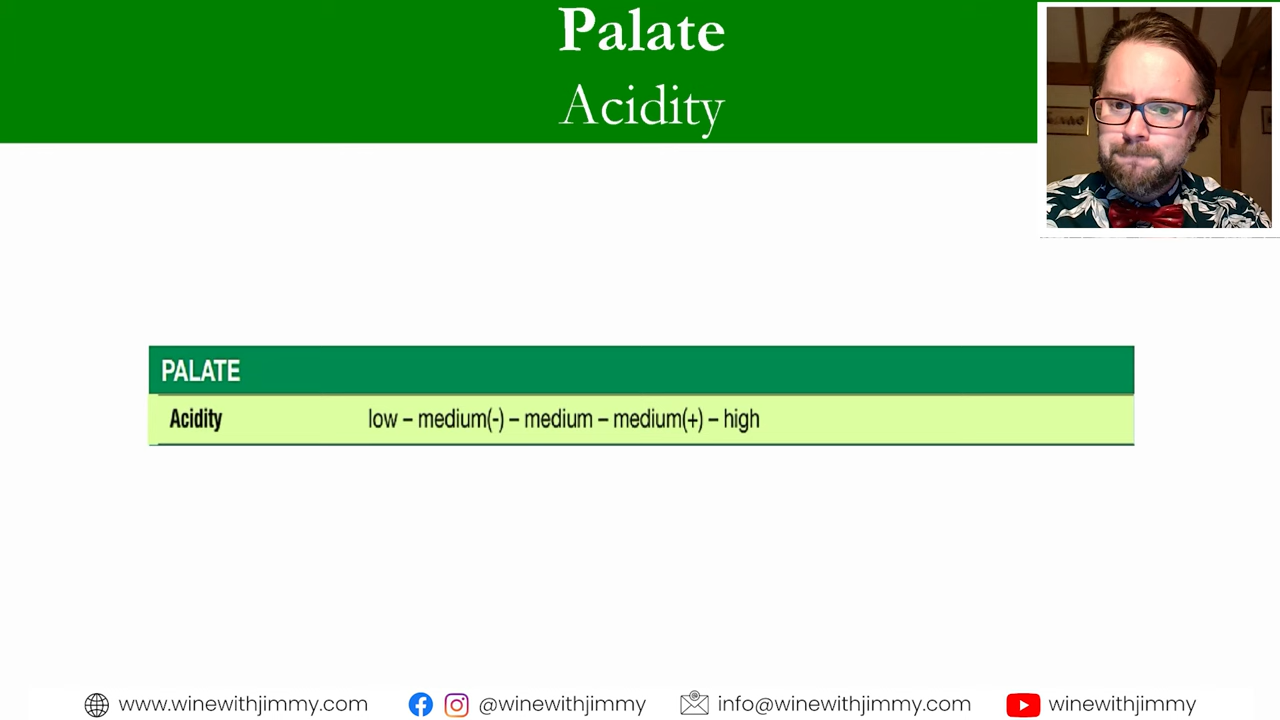 Palate
Acidity
PALATE
Acidity low – medium(-) – medium – medium(+) – high
www.winewithjimmy.com @winewithjimmy info@winewithjimmy.com winewithjimmy